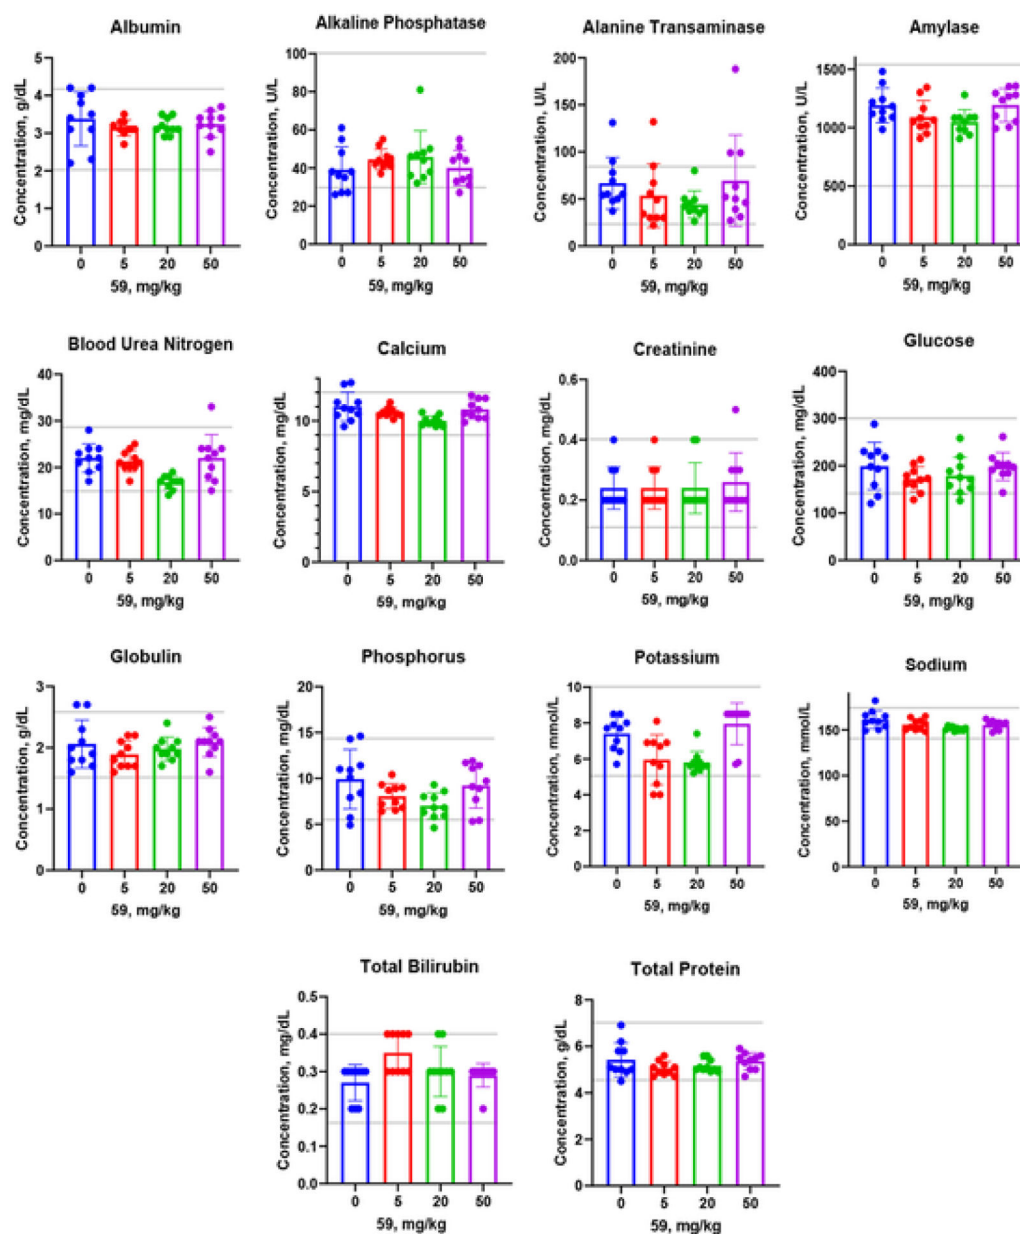 Albumin
Concentration, g/dL
5
4
3
2
1
0
0 5 20 50
59, mg/kg
Alkaline Phosphatase
Concentration, U/L
100
80
60
40
20
0
0 5 20 50
59, mg/kg
Alanine Transaminase
Concentration, U/L
200
150
100
50
0
0 5 20 50
59, mg/kg
Amylase
Concentration, U/L
1500
1000
500
0
0 5 20 50
59, mg/kg
Blood Urea Nitrogen
Concentration, mg/dL
40
30
20
10
0
0 5 20 50
59, mg/kg
Calcium
Concentration, mg/dL
10
5
0
0 5 20 50
59, mg/kg
Creatinine
Concentration, mg/dL
0.6
0.4
0.2
0.0
0 5 20 50
59, mg/kg
Glucose
Concentration, mg/dL
400
300
200
100
0
0 5 20 50
59, mg/kg
Globulin
Concentration, g/dL
3
2
1
0
0 5 20 50
59, mg/kg
Phosphorus
Concentration, mg/dL
20
15
10
5
0
0 5 20 50
59, mg/kg
Potassium
Concentration, mmol/L
10
8
6
4
2
0
0 5 20 50
59, mg/kg
Sodium
Concentration, mmol/L
150
100
50
0
0 5 20 50
59, mg/kg
Total Bilirubin
Concentration, mg/dL
0.5
0.4
0.3
0.2
0.1
0.0
0 5 20 50
59, mg/kg
Total Protein
Concentration, g/dL
8
6
4
2
0
0 5 20 50
59, mg/kg